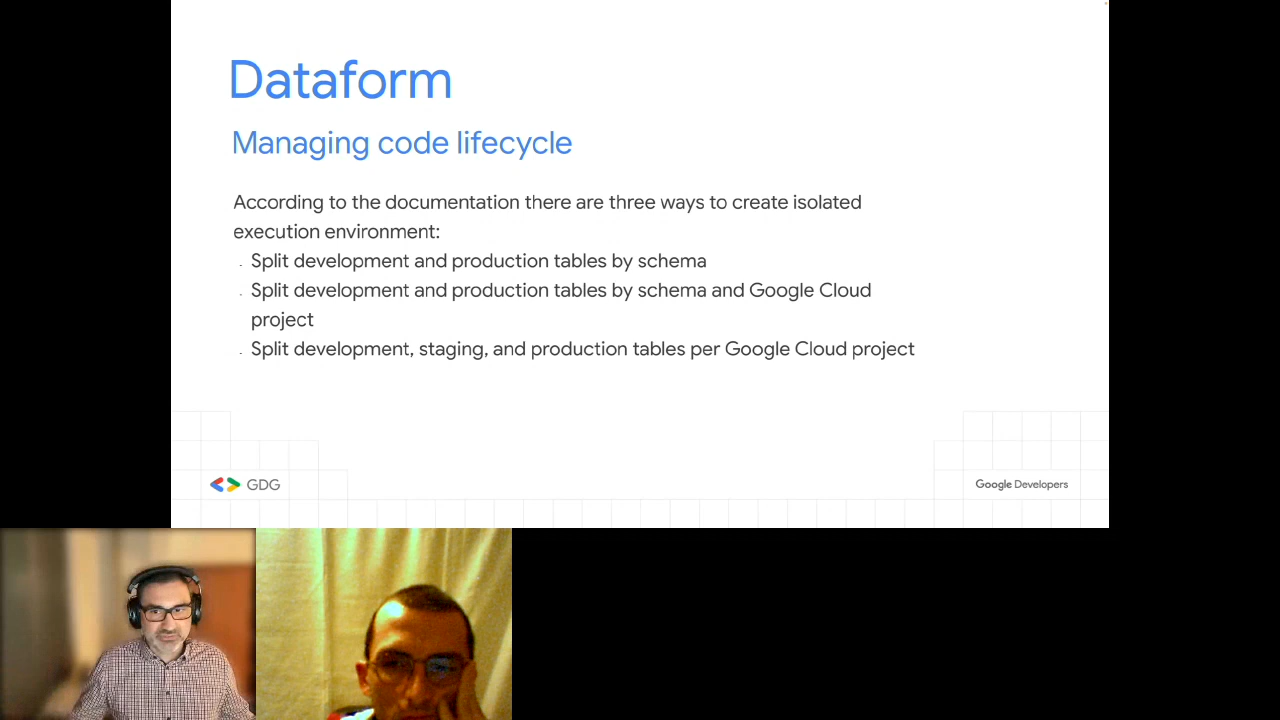 Dataform
Managing code lifecycle
According to the documentation there are three ways to create isolated
execution environment:
Split development and production tables by schema
Split development and production tables by schema and Google Cloud
project
Split development, staging, and production tables per Google Cloud project
GDG
Google Developers